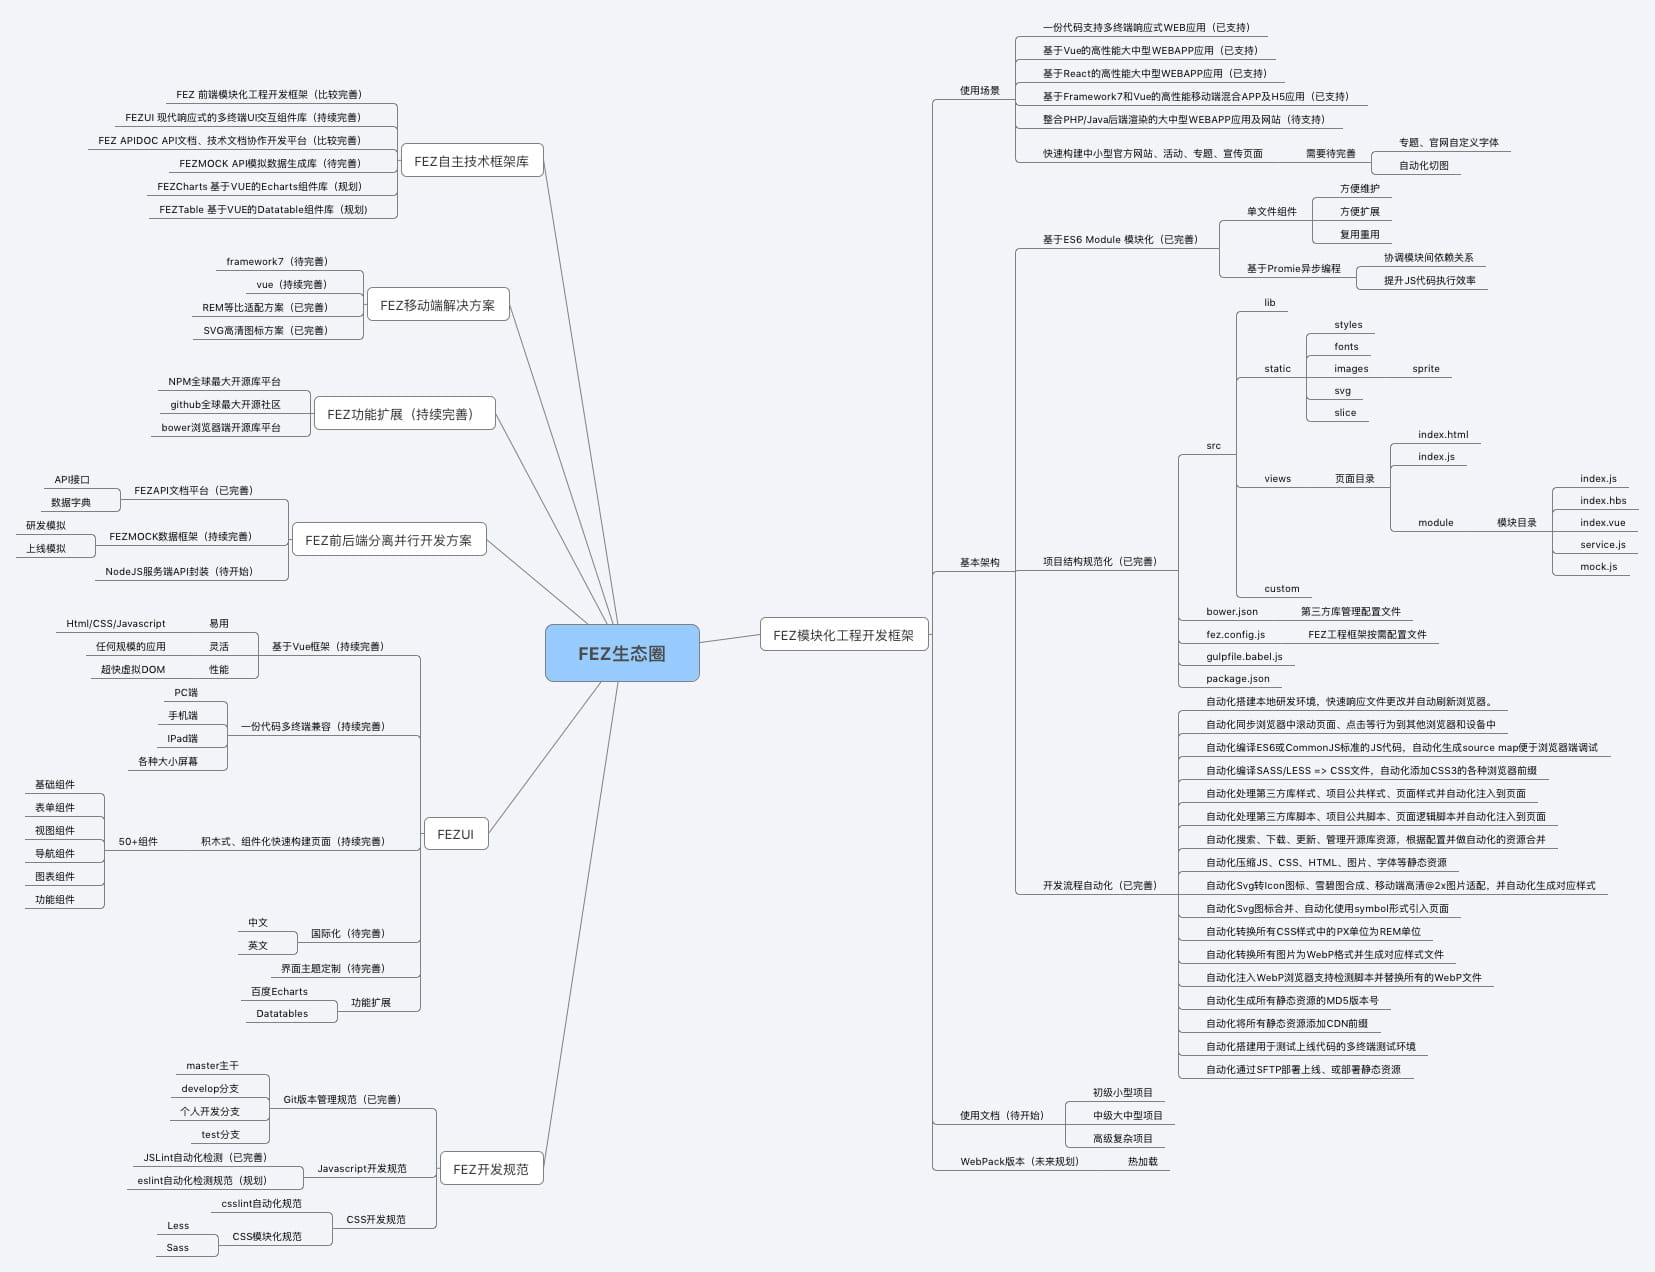 FEZ生态圈
FEZ自主技术框架库
FEZ 前端模块化工程开发框架（比较完善）
FEZUI 现代响应式的多终端UI交互组件库（持续完善）
FEZ APIDOC API文档、技术文档协作开发平台（比较完善）
FEZMOCK API模拟数据生成库（待完善）
FEZCharts 基于VUE的Echarts组件库（规划）
FEZTable 基于VUE的Datatable组件库（规划)
FEZ移动端解决方案
framework7（待完善）
vue（持续完善）
REM等比适配方案（已完善）
SVG高清图标方案（已完善）
FEZ功能扩展（持续完善）
NPM全球最大开源库平台
github全球最大开源社区
bower浏览器端开源库平台
FEZ前后端分离并行开发方案
FEZAPI文档平台（已完善）
API接口
数据字典
FEZMOCK数据框架（持续完善）
研发模拟
上线模拟
NodeJS服务端API封装（待开始）
FEZUI
基于Vue框架（持续完善）
易用
Html/CSS/Javascript
灵活
任何规模的应用
性能
超快虚拟DOM
一份代码多终端兼容（持续完善）
PC端
手机端
IPad端
各种大小屏幕
积木式、组件化快速构建页面（持续完善）
50+组件
基础组件
表单组件
视图组件
导航组件
图表组件
功能组件
国际化（待完善）
中文
英文
界面主题定制（待完善）
功能扩展
百度Echarts
Datatables
FEZ开发规范
Git版本管理规范（已完善）
master主干
develop分支
个人开发分支
test分支
Javascript开发规范
JSLint自动化检测（已完善）
eslint自动化检测规范（规划）
CSS开发规范
csslint自动化规范
CSS模块化规范
Less
Sass
FEZ模块化工程开发框架
使用场景
一份代码支持多终端响应式WEB应用（已支持）
基于Vue的高性能大中型WEBAPP应用（已支持）
基于React的高性能大中型WEBAPP应用（已支持）
基于Framework7和Vue的高性能移动端混合APP及H5应用（已支持）
整合PHP/Java后端渲染的大中型WEBAPP应用及网站（待支持）
快速构建中小型官方网站、活动、专题、宣传页面
需要待完善
专题、官网自定义字体
自动化切图
基本架构
基于ES6 Module 模块化（已完善）
单文件组件
方便维护
方便扩展
复用重用
基于Promie异步编程
协调模块间依赖关系
提升JS代码执行效率
项目结构规范化（已完善）
src
lib
static
styles
fonts
images
sprite
svg
slice
views
页面目录
index.html
index.js
module
模块目录
index.js
index.hbs
index.vue
service.js
mock.js
custom
bower.json
第三方库管理配置文件
fez.config.js
FEZ工程框架按需配置文件
gulpfile.babel.js
package.json
开发流程自动化（已完善）
自动化搭建本地研发环境，快速响应文件更改并自动刷新浏览器。
自动化同步浏览器中滚动页面、点击等行为到其他浏览器和设备中
自动化编译ES6或CommonJS标准的JS代码，自动化生成source map便于浏览器端调试
自动化编译SASS/LESS => CSS文件，自动化添加CSS3的各种浏览器前缀
自动化处理第三方库样式、项目公共样式、页面样式并自动化注入到页面
自动化处理第三方库脚本、项目公共脚本、页面逻辑脚本并自动化注入到页面
自动化搜索、下载、更新、管理开源库资源，根据配置并做自动化的资源合并
自动化压缩JS、CSS、HTML、图片、字体等静态资源
自动化Svg转Icon图标、雪碧图合成、移动端高清@2x图片适配，并自动化生成对应样式
自动化Svg图标合并、自动化使用symbol形式引入页面
自动化转换所有CSS样式中的PX单位为REM单位
自动化转换所有图片为WebP格式并生成对应样式文件
自动化注入WebP浏览器支持检测脚本并替换所有的WebP文件
自动化生成所有静态资源的MD5版本号
自动化将所有静态资源添加CDN前缀
自动化搭建用于测试上线代码的多终端测试环境
自动化通过SFTP部署上线、或部署静态资源
使用文档（待开始）
初级小型项目
中级大中型项目
高级复杂项目
WebPack版本（未来规划）
热加载